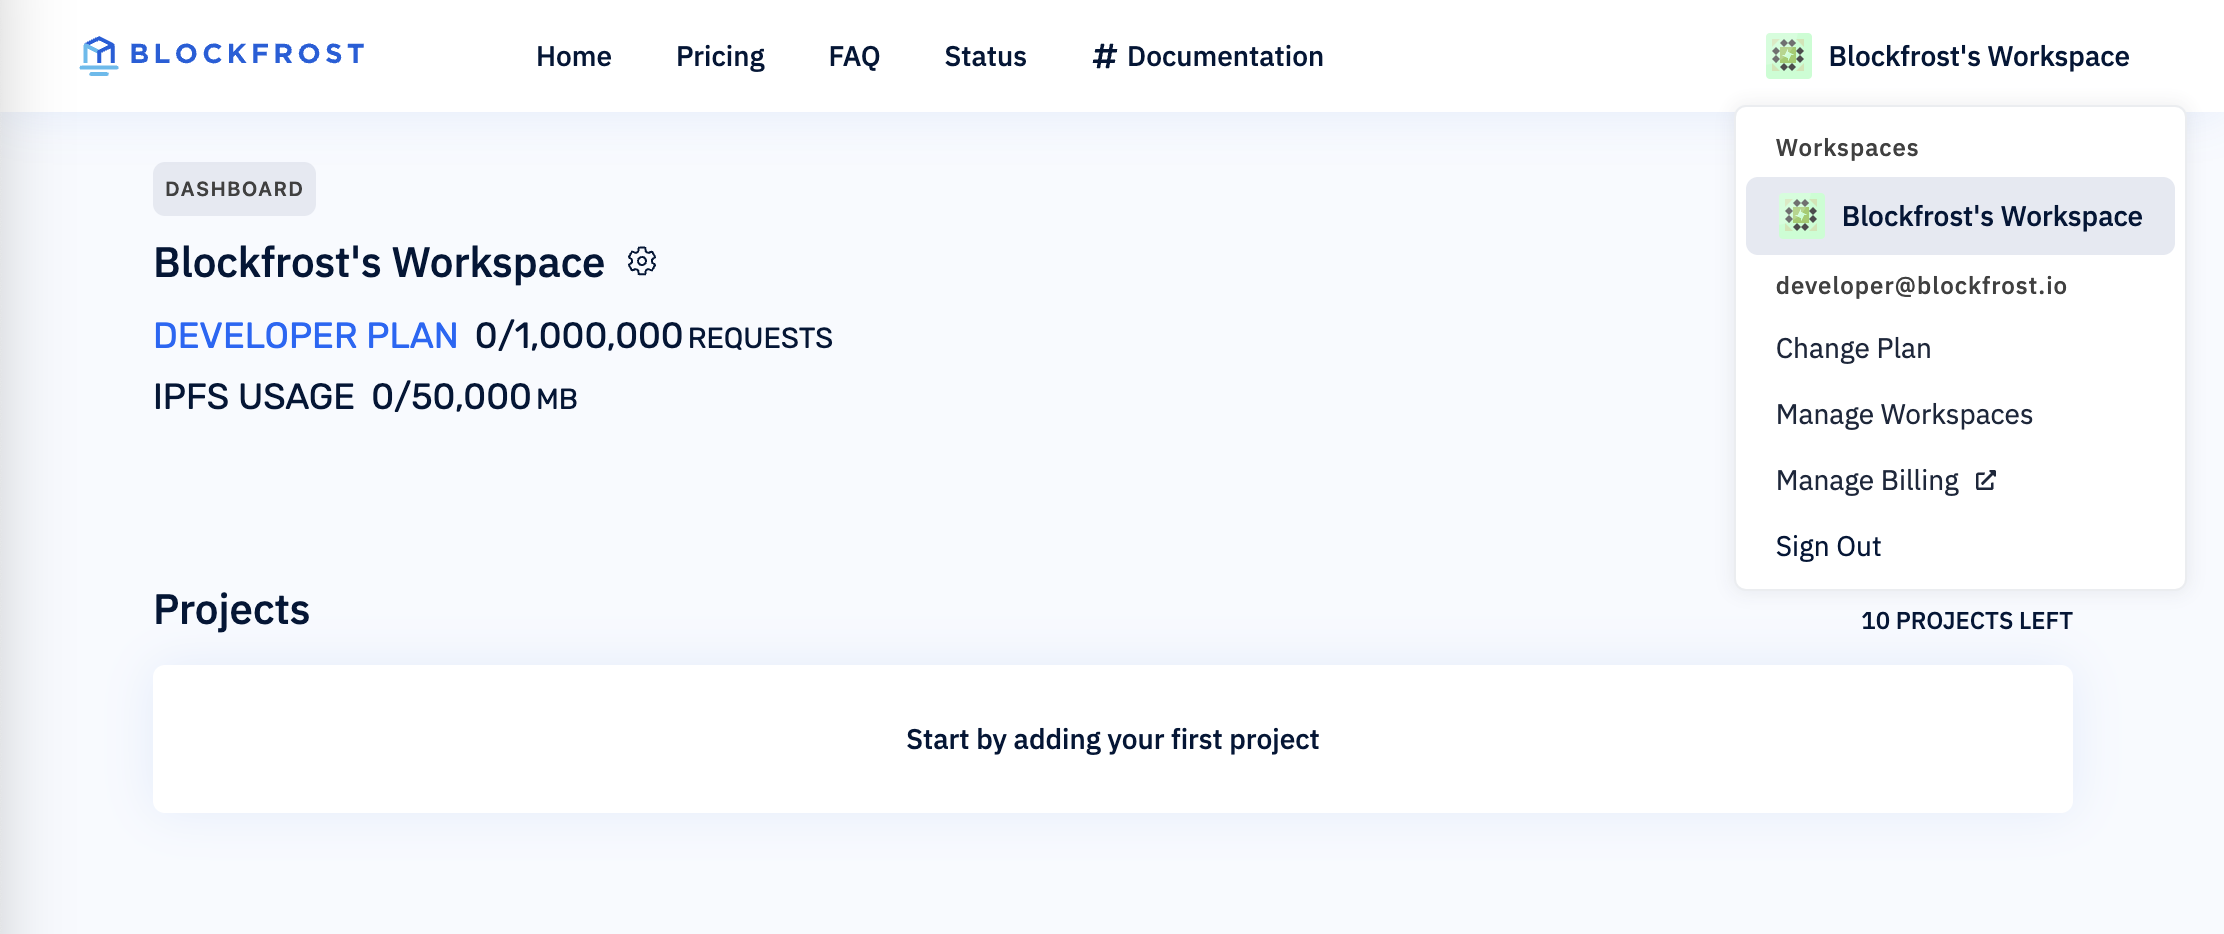 BLOCKFROST
Home
Pricing
FAQ
Status
# Documentation
Blockfrost's Workspace
Workspaces
Blockfrost's Workspace
developer@blockfrost.io
Change Plan
Manage Workspaces
Manage Billing
Sign Out
DASHBOARD
Blockfrost's Workspace
DEVELOPER PLAN 0/1,000,000 REQUESTS
IPFS USAGE 0/50,000 MB
Projects
10 PROJECTS LEFT
Start by adding your first project